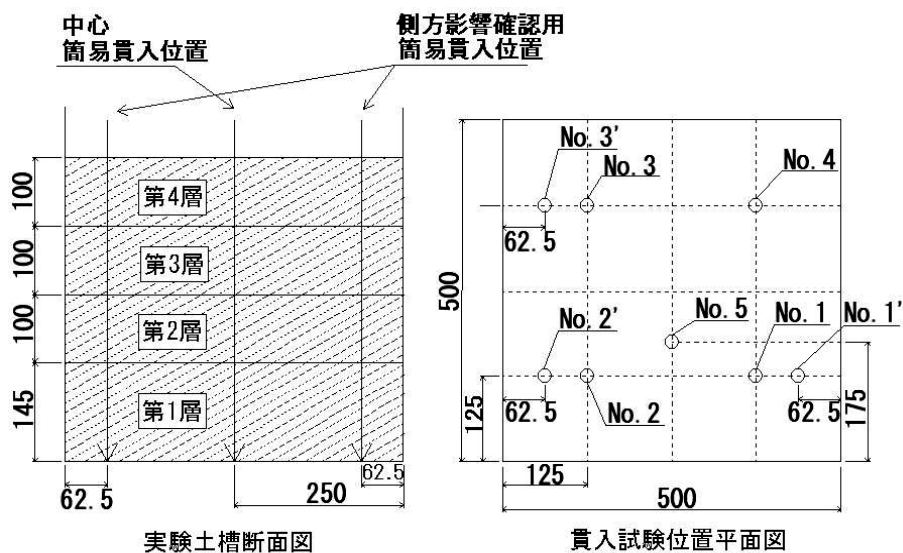 中心
簡易貫入位置
側方影響確認用
簡易貫入位置
100
100
100
145
第4層
第3層
第2層
第1層
62.5
250
62.5
実験土槽断面図
No. 3'
No. 3
No. 4
62.5
500
No. 2'
No. 5
No. 1
No. 1'
125
62.5
No. 2
62.5
175
125
500
貫入試験位置平面図